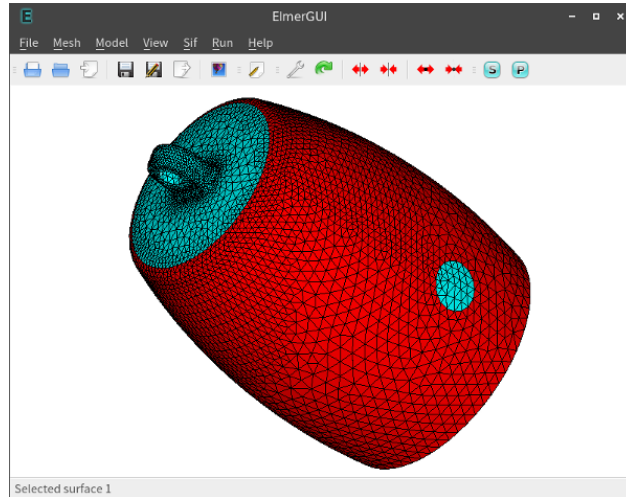 E
ElmerGUI
File Mesh Model View Sif Run Help
S P
Selected surface 1